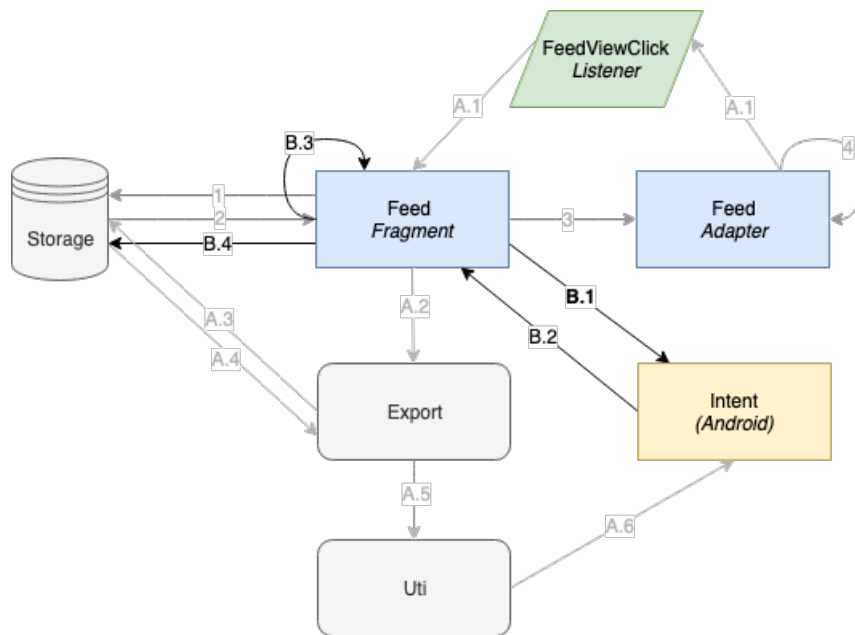 FeedViewClick
Listener
A.1
A.1
B.3
4
1
Feed
Fragment
Feed
Adapter
2
3
Storage
B.4
B.1
A.2
A.3
B.2
A.4
Export
Intent
(Android)
A.5
A.6
Uti